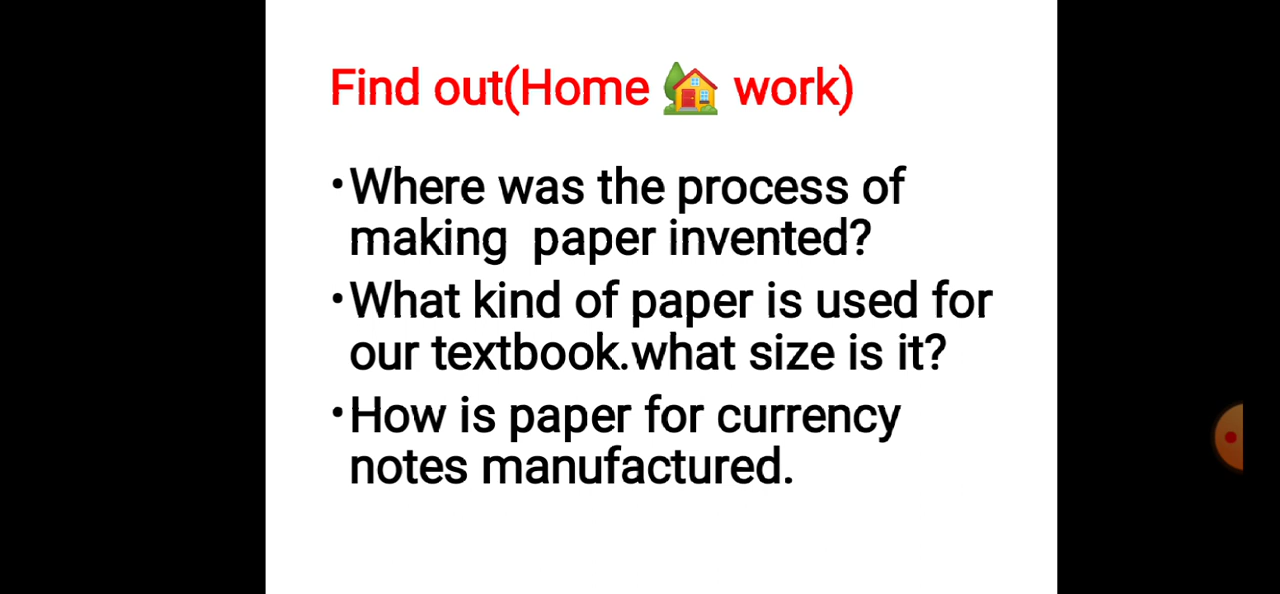 Find out(Home 🏡 work)
•Where was the process of
making  paper invented?
•What kind of paper is used for
our textbook.what size is it?
•How is paper for currency
notes manufactured.